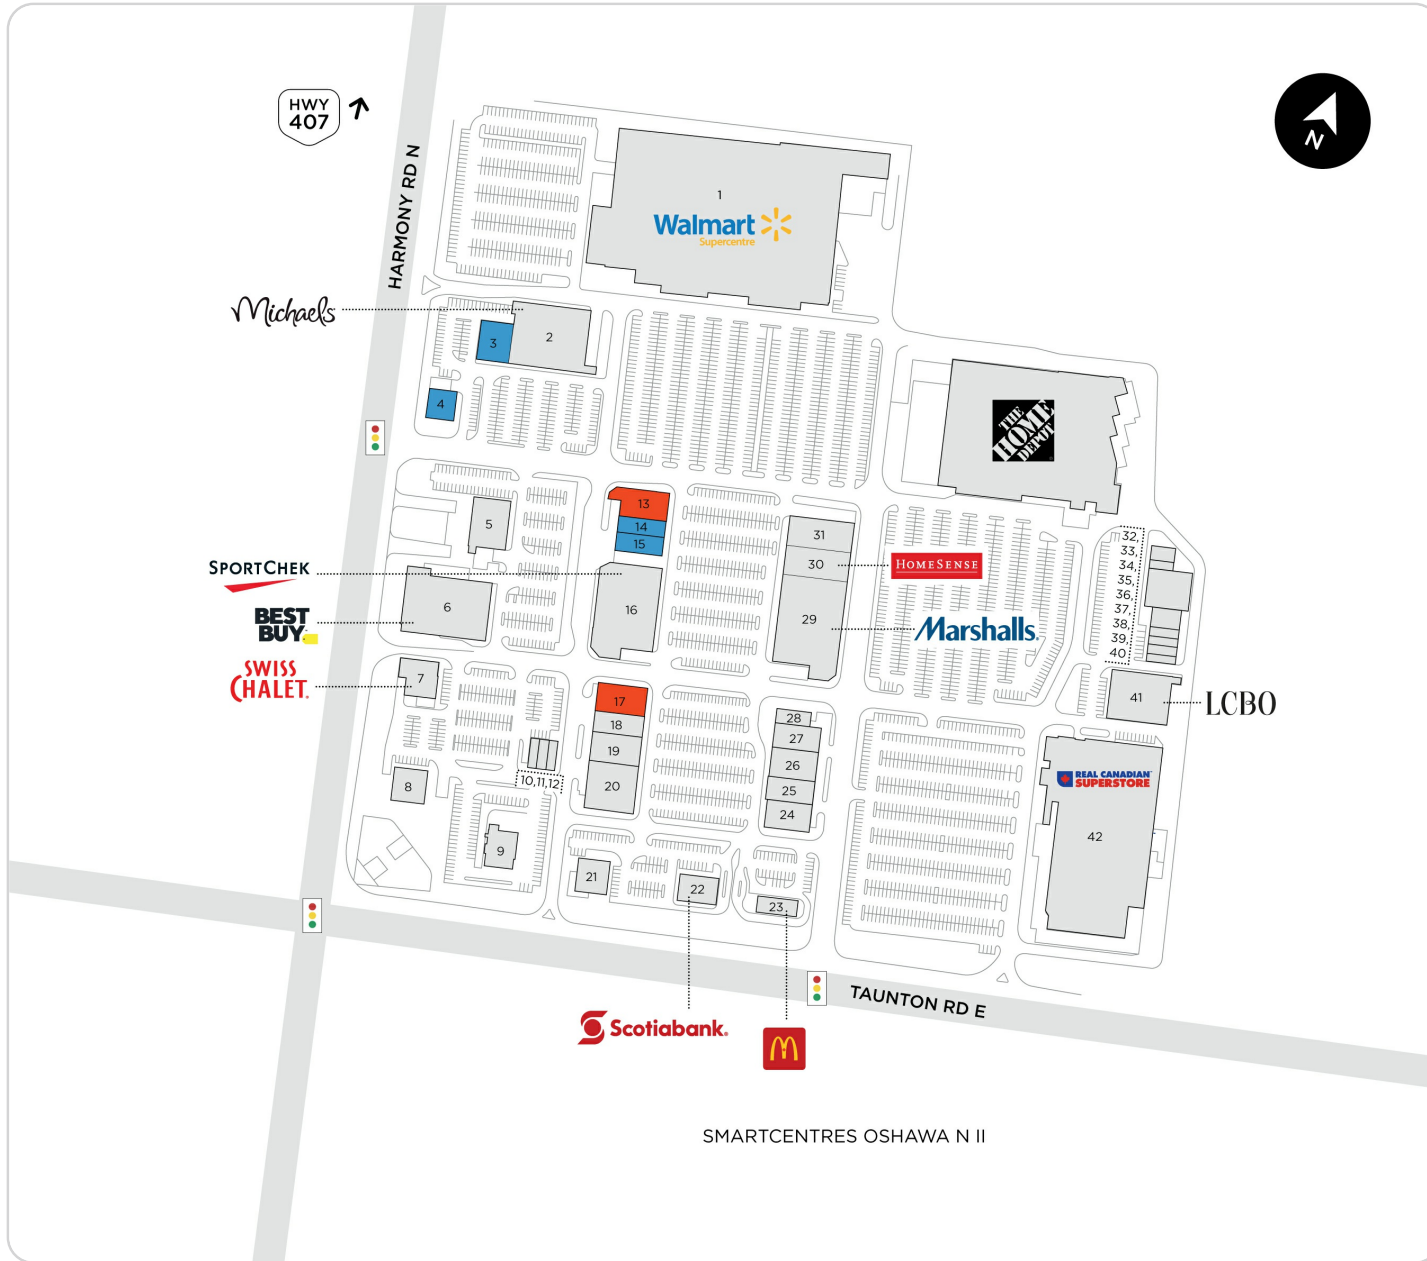 HWY
407
N
HARMONY RD N
1
Walmart
Supercentre
Michaels
2
3
4
THE
HOME
DEPOT
5
13
14
15
31
30
HOMESENSE
29
Marshalls.
32,
33,
34,
35,
36,
37,
38,
39,
40
SPORTCHEK
BEST
BUY
6
16
SWISS
CHALET.
7
17
18
19
20
28
27
26
25
24
41
LCBO
REAL CANADIAN
SUPERSTORE
42
8
10,11,12
9
21
22
23
Scotiabank.
TAUNTON RD E
SMARTCENTRES OSHAWA N II